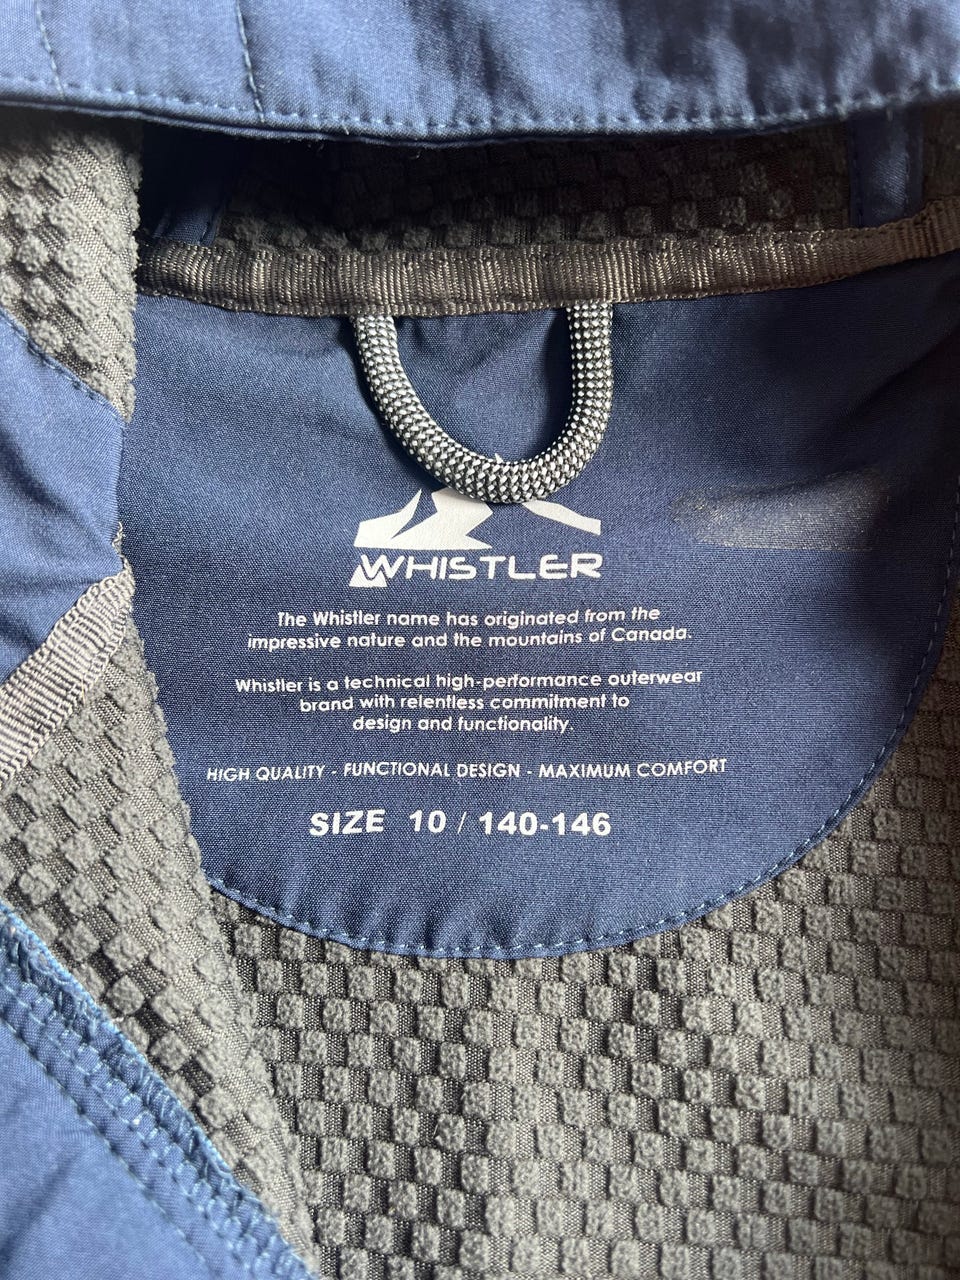 WHISTLER
The Whistler name has originated from the
impressive nature and the mountains of Canada.
Whistler is a technical high-performance outerwear
brand with relentless commitment to
design and functionality.
HIGH QUALITY - FUNCTIONAL DESIGN - MAXIMUM COMFORT
SIZE 10 / 140-146